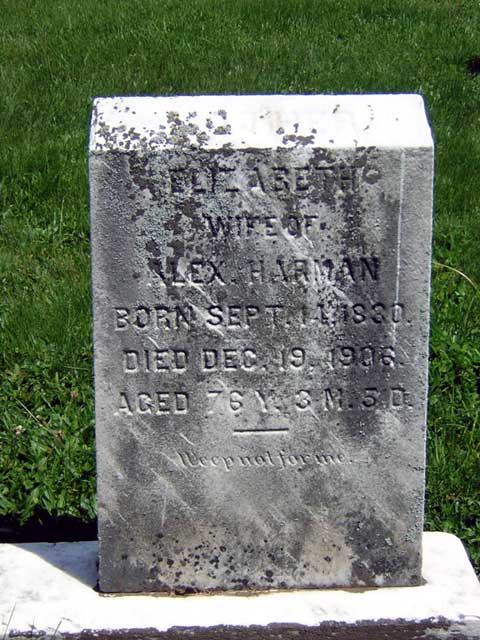 MOTHER
ELIZABETH
WIFE OF
ALEX. HARMAN
BORN SEPT. 14, 1830.
DIED DEC. 19, 1906.
AGED 76 Y. 3 M. 5 D.
Weep not for me.